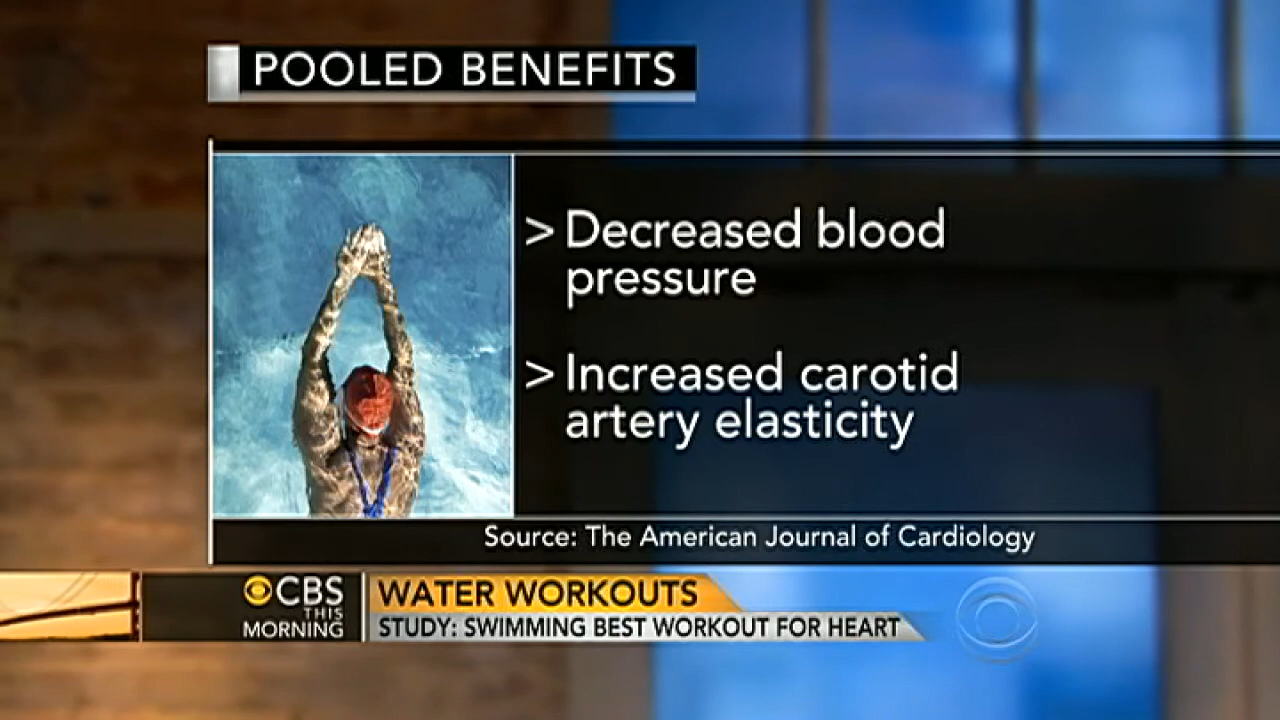 POOLED BENEFITS
> Decreased blood
pressure
> Increased carotid
artery elasticity
Source: The American Journal of Cardiology
CBS
THIS
MORNING
WATER WORKOUTS
STUDY: SWIMMING BEST WORKOUT FOR HEART